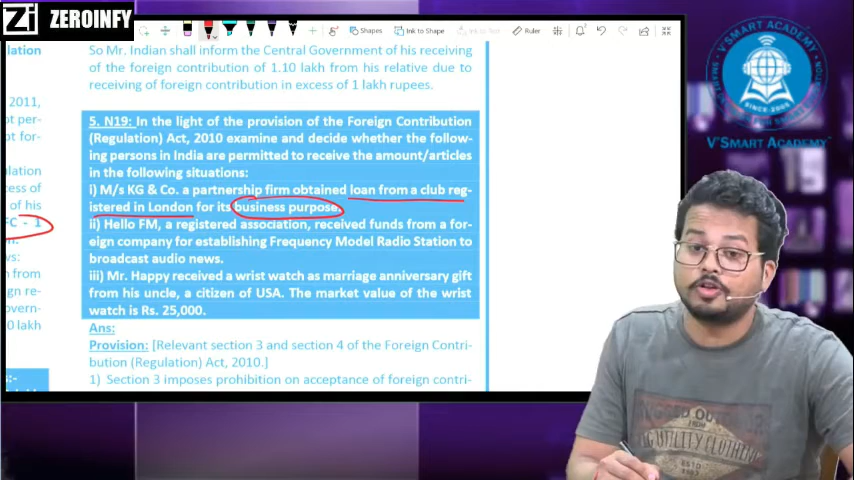 Zi ZEROINFY
Shapes
Ink to Shape
Ruler
lation
2011,
t per-
t for-
lation
cess of
of his
FC - 1
n from
gn re-
overn-
0 lakh
So Mr. Indian shall inform the Central Government of his receiving
of the foreign contribution of 1.10 lakh from his relative due to
receiving of foreign contribution in excess of 1 lakh rupees.
5. N19: In the light of the provision of the Foreign Contribution
(Regulation) Act, 2010 examine and decide whether the follow-
ing persons in India are permitted to receive the amount/articles
in the following situations:
i) M/s KG & Co. a partnership firm obtained loan from a club reg-
istered in London for its business purpose.
ii) Hello FM, a registered association, received funds from a for-
eign company for establishing Frequency Model Radio Station to
broadcast audio news.
iii) Mr. Happy received a wrist watch as marriage anniversary gift
from his uncle, a citizen of USA. The market value of the wrist
watch is Rs. 25,000.
Ans:
Provision: [Relevant section 3 and section 4 of the Foreign Contri-
bution (Regulation) Act, 2010.]
1) Section 3 imposes prohibition on acceptance of foreign contri-
V'SMART ACADEMY
SINCE-2005
V'Smart Academy
UTILITY CLOTHING
ESTD